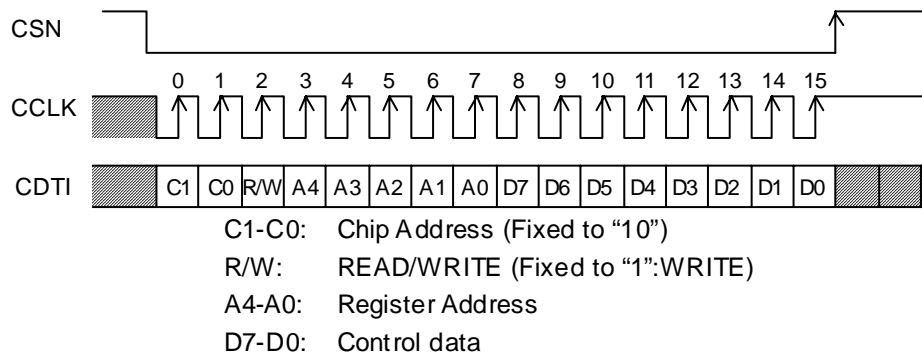 CSN
0 1 2 3 4 5 6 7 8 9 10 11 12 13 14 15
CCLK
CDTI C1 C0 R/W A4 A3 A2 A1 A0 D7 D6 D5 D4 D3 D2 D1 D0
C1-C0: Chip Address (Fixed to “10”)
R/W: READ/WRITE (Fixed to “1”:WRITE)
A4-A0: Register Address
D7-D0: Control data